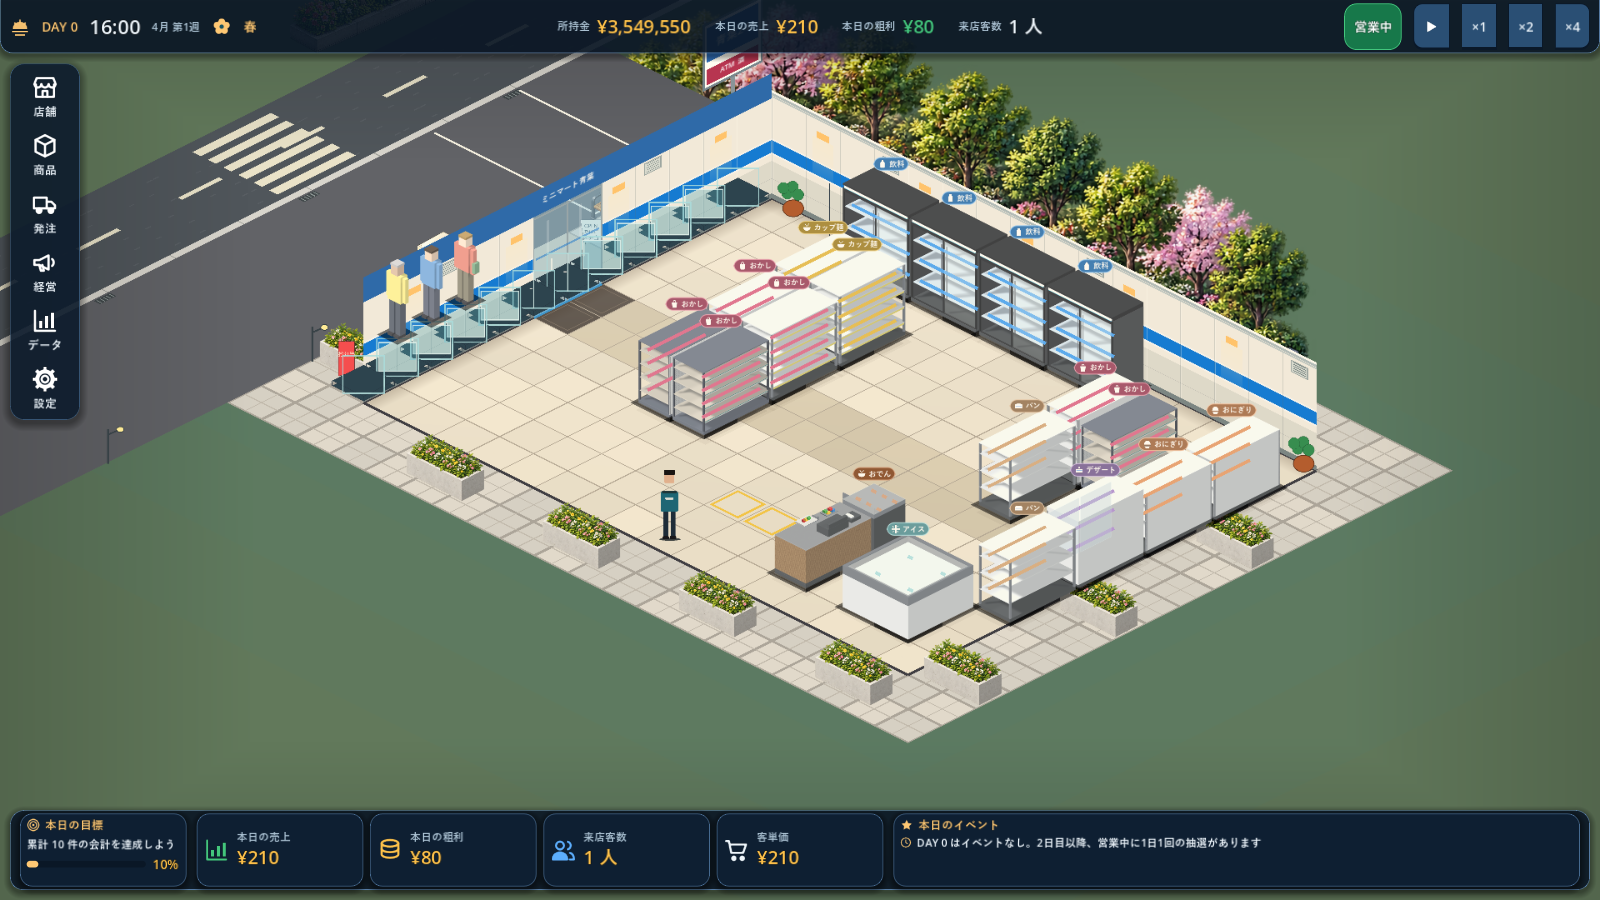 DAY 0 16:00 4月 第1週 春
所持金 ¥3,549,550 本日の売上 ¥210 本日の粗利 ¥80 来店客数 1 人
営業中 ×1 ×2 ×4
店舗
商品
発注
経営
データ
設定
ATM
ミニマート青葉
飲料
飲料
飲料
飲料
カップ麺
カップ麺
おかし
おかし
おかし
おかし
おかし
おかし
パン
おにぎり
おにぎり
デザート
おでん
パン
アイス
本日の目標
累計 10 件の会計を達成しよう
10%
本日の売上
¥210
本日の粗利
¥80
来店客数
1 人
客単価
¥210
本日のイベント
DAY 0 はイベントなし。2日目以降、営業中に1日1回の抽選があります